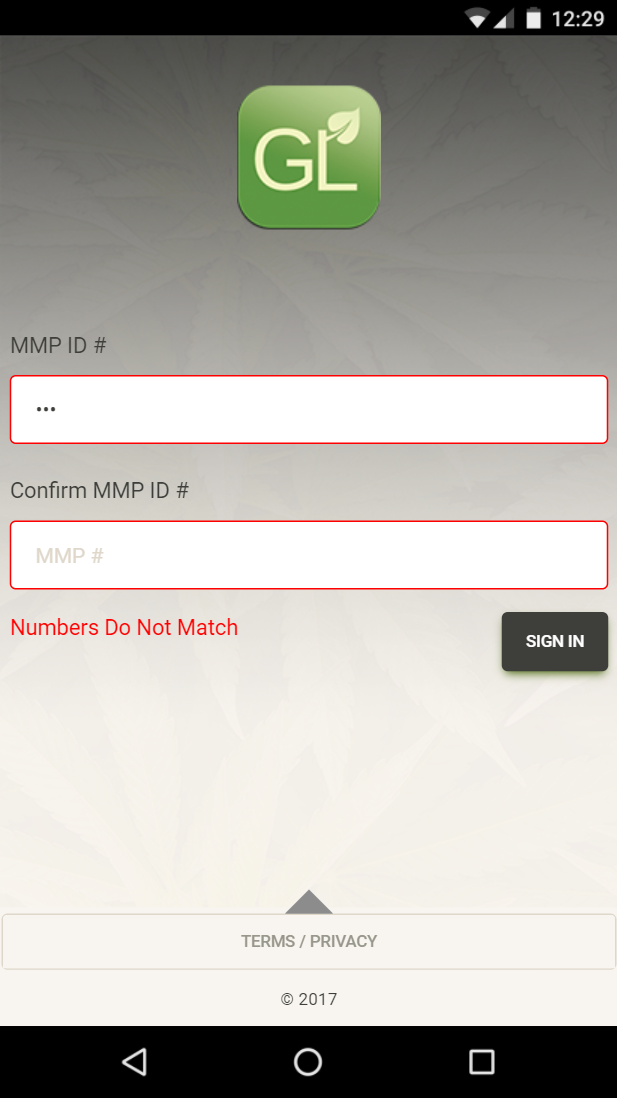 12:29
GL
MMP ID #
•••
Confirm MMP ID #
MMP #
Numbers Do Not Match
SIGN IN
TERMS / PRIVACY
© 2017